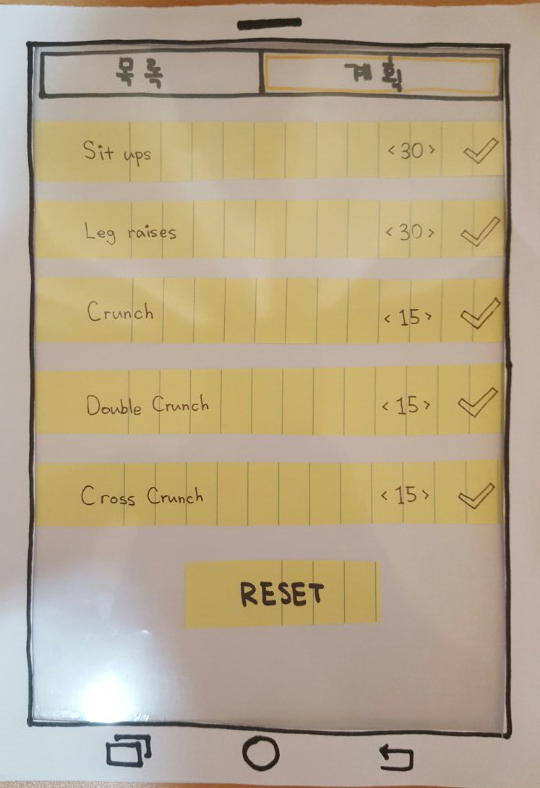 목록 계획
Sit ups <30>
Leg raises <30>
Crunch <15>
Double Crunch <15>
Cross Crunch <15>
RESET